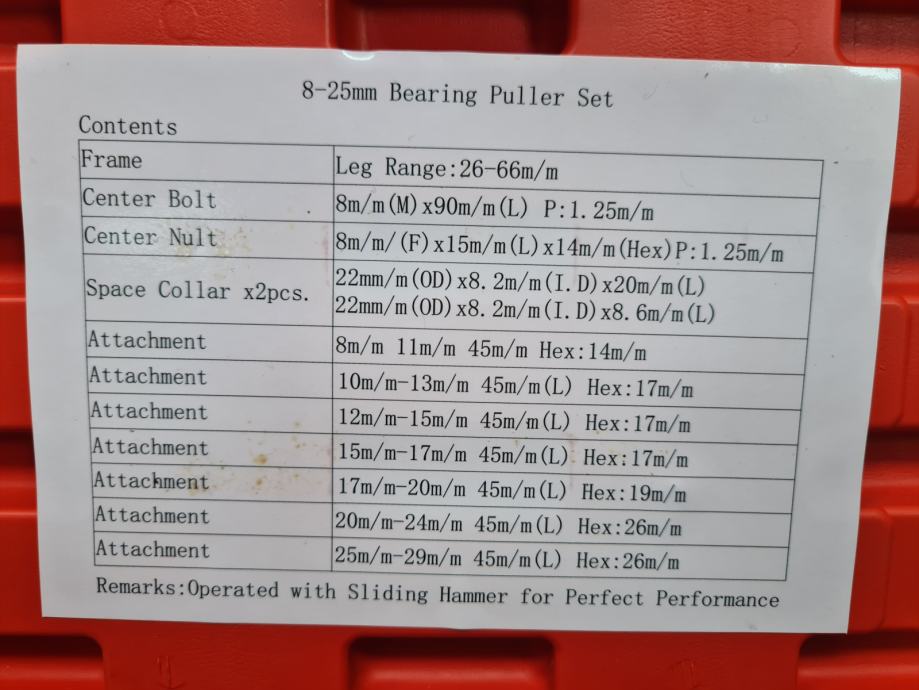 8-25mm Bearing Puller Set
Contents
Frame Leg Range:26-66m/m
Center Bolt 8m/m(M)x90m/m(L) P:1.25m/m
Center Nult 8m/m/(F)x15m/m(L)x14m/m(Hex)P:1.25m/m
Space Collar x2pcs. 22mm/m(OD)x8.2m/m(I.D)x20m/m(L)
22mm/m(OD)x8.2m/m(I.D)x8.6m/m(L)
Attachment 8m/m 11m/m 45m/m Hex:14m/m
Attachment 10m/m-13m/m 45m/m(L) Hex:17m/m
Attachment 12m/m-15m/m 45m/m(L) Hex:17m/m
Attachment 15m/m-17m/m 45m/m(L) Hex:17m/m
Attachment 17m/m-20m/m 45m/m(L) Hex:19m/m
Attachment 20m/m-24m/m 45m/m(L) Hex:26m/m
Attachment 25m/m-29m/m 45m/m(L) Hex:26m/m
Remarks:Operated with Sliding Hammer for Perfect Performance